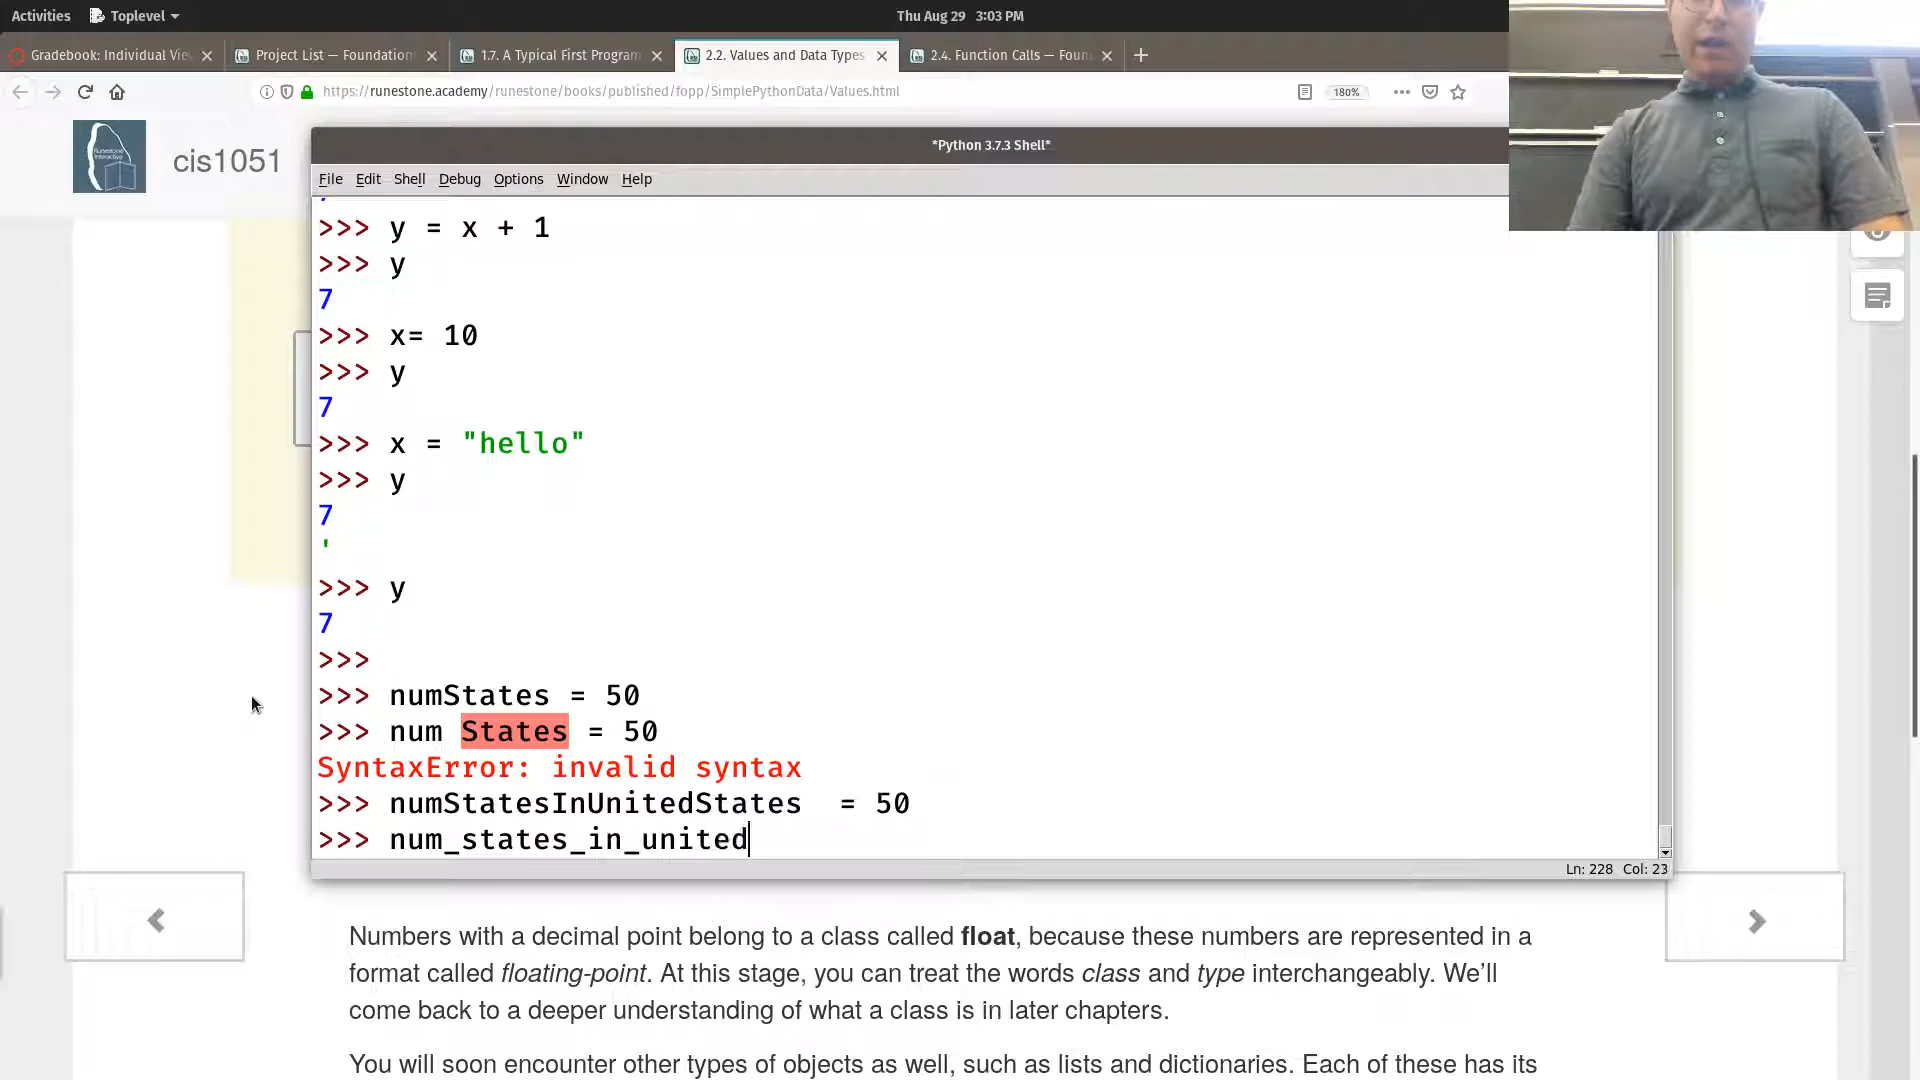 Activities Toplevel Thu Aug 29 3:03 PM
Gradebook: Individual Vie Project List — Foundation 1.7. A Typical First Program 2.2. Values and Data Types 2.4. Function Calls — Foun
https://runestone.academy/runestone/books/published/fopp/SimplePythonData/Values.html 180%
Runestone
Interactive
cis1051
*Python 3.7.3 Shell*
File Edit Shell Debug Options Window Help
>>> y = x + 1
>>> y
7
>>> x= 10
>>> y
7
>>> x = "hello"
>>> y
7
'
>>> y
7
>>>
>>> numStates = 50
>>> num States = 50
SyntaxError: invalid syntax
>>> numStatesInUnitedStates  = 50
>>> num_states_in_united
Ln: 228 Col: 23
Numbers with a decimal point belong to a class called float, because these numbers are represented in a
format called floating-point. At this stage, you can treat the words class and type interchangeably. We’ll
come back to a deeper understanding of what a class is in later chapters.
You will soon encounter other types of objects as well, such as lists and dictionaries. Each of these has its